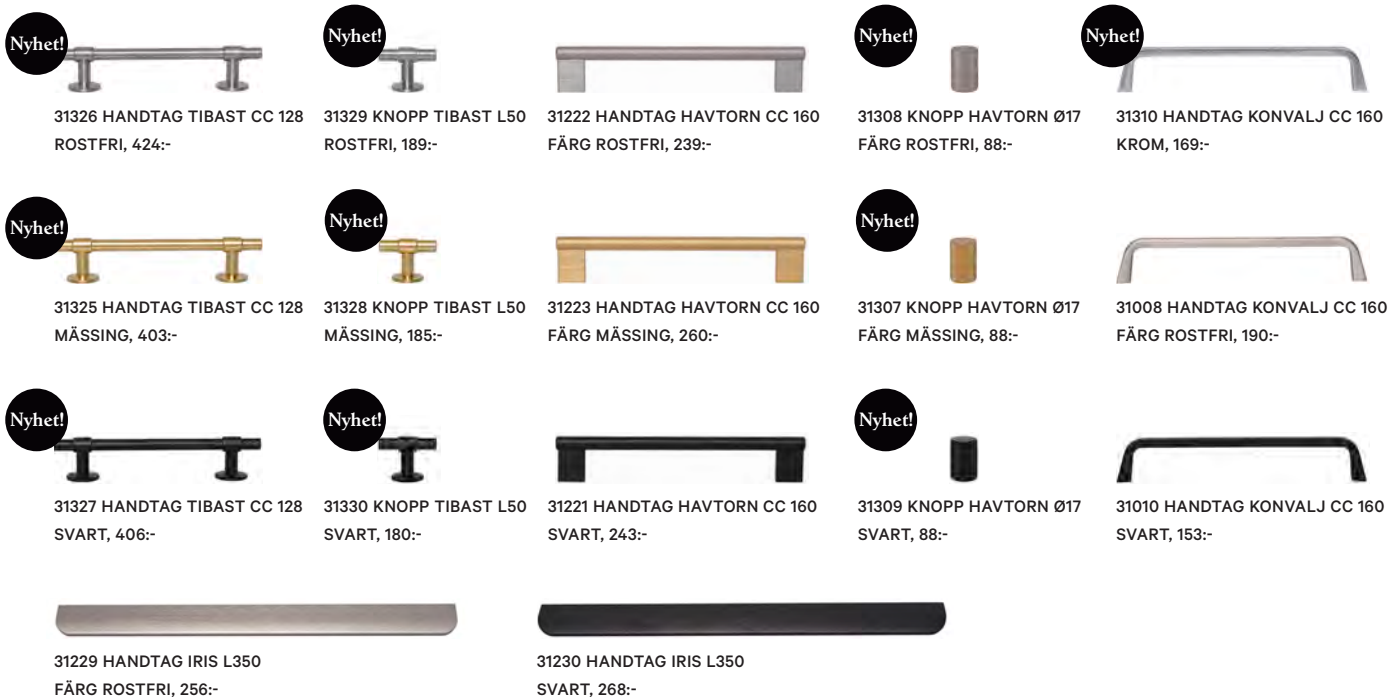 Nyhet!
31326 HANDTAG TIBAST CC 128
ROSTFRI, 424:-
Nyhet!
31329 KNOPP TIBAST L50
ROSTFRI, 189:-
31222 HANDTAG HAVTORN CC 160
FÄRG ROSTFRI, 239:-
Nyhet!
31308 KNOPP HAVTORN Ø17
FÄRG ROSTFRI, 88:-
Nyhet!
31310 HANDTAG KONVALJ CC 160
KROM, 169:-
Nyhet!
31325 HANDTAG TIBAST CC 128
MÄSSING, 403:-
Nyhet!
31328 KNOPP TIBAST L50
MÄSSING, 185:-
31223 HANDTAG HAVTORN CC 160
FÄRG MÄSSING, 260:-
Nyhet!
31307 KNOPP HAVTORN Ø17
FÄRG MÄSSING, 88:-
31008 HANDTAG KONVALJ CC 160
FÄRG ROSTFRI, 190:-
Nyhet!
31327 HANDTAG TIBAST CC 128
SVART, 406:-
Nyhet!
31330 KNOPP TIBAST L50
SVART, 180:-
31221 HANDTAG HAVTORN CC 160
SVART, 243:-
Nyhet!
31309 KNOPP HAVTORN Ø17
SVART, 88:-
31010 HANDTAG KONVALJ CC 160
SVART, 153:-
31229 HANDTAG IRIS L350
FÄRG ROSTFRI, 256:-
31230 HANDTAG IRIS L350
SVART, 268:-